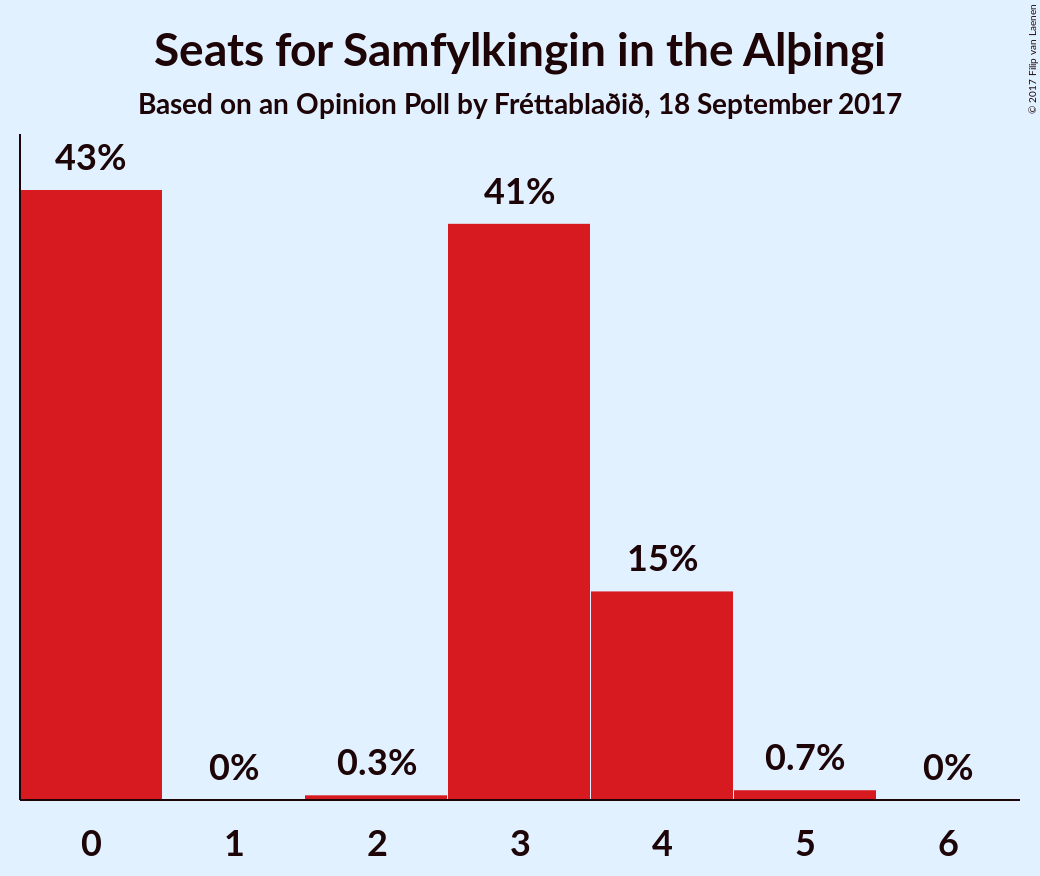 Seats for Samfylkingin in the Alþingi
Based on an Opinion Poll by Fréttablaðið, 18 September 2017
© 2017 Filip van Laenen
43%
0%
0.3%
41%
15%
0.7%
0%
0 1 2 3 4 5 6